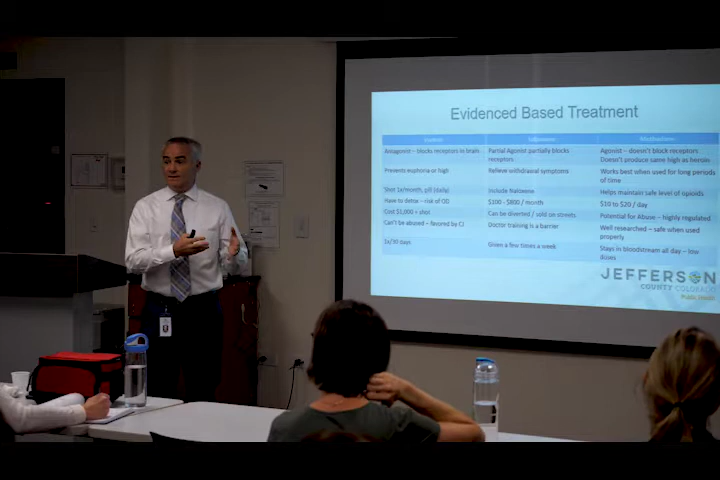 Evidenced Based Treatment
Antagonist – blocks receptors in brain
Partial Agonist partially blocks
receptors
Agonist – doesn't block receptors
Doesn't produce same high as heroin
Prevents euphoria or high
Relieve withdrawal symptoms
Works best when used for long periods
of time
Shot 1x/month, pill (daily)
Include Naloxone
Helps maintain safe level of opioids
Have to detox – risk of OD
$100 - $800 / month
$10 to $20 / day
Cost $1,000 = shot
Can be diverted / sold on streets
Potential for Abuse – highly regulated
Can't be abused – favored by CJ
Doctor training is a barrier
Well researched – safe when used
properly
1x/30 days
Given a few times a week
Stays in bloodstream all day – low
doses
JEFFERSON
COUNTY COLORADO
Public Health